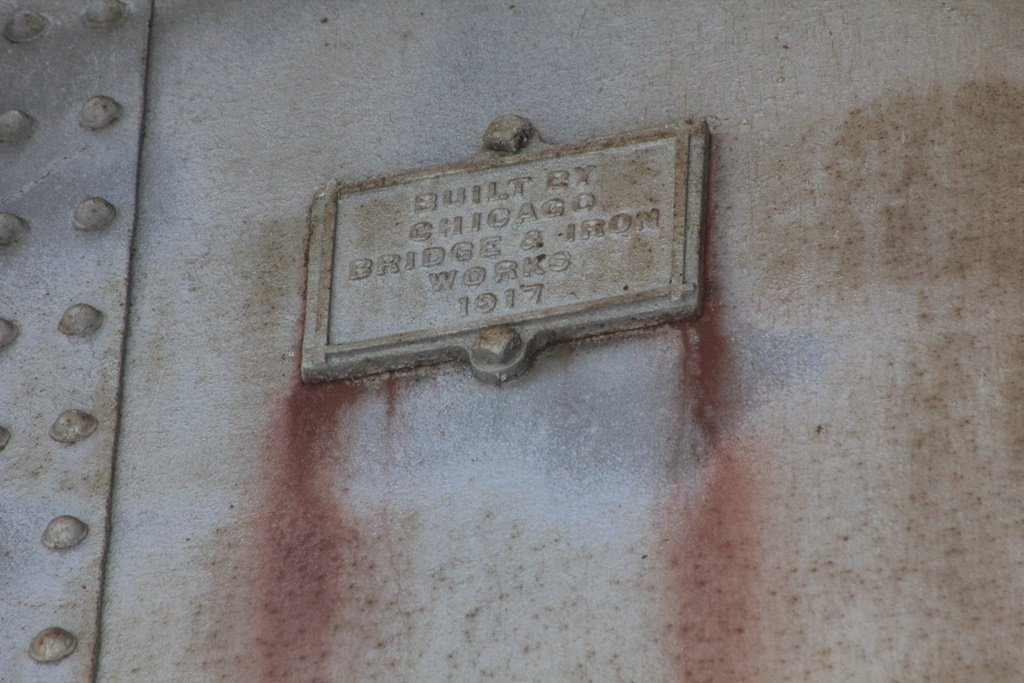 BUILT BY
CHICAGO
BRIDGE & IRON
WORKS
1917